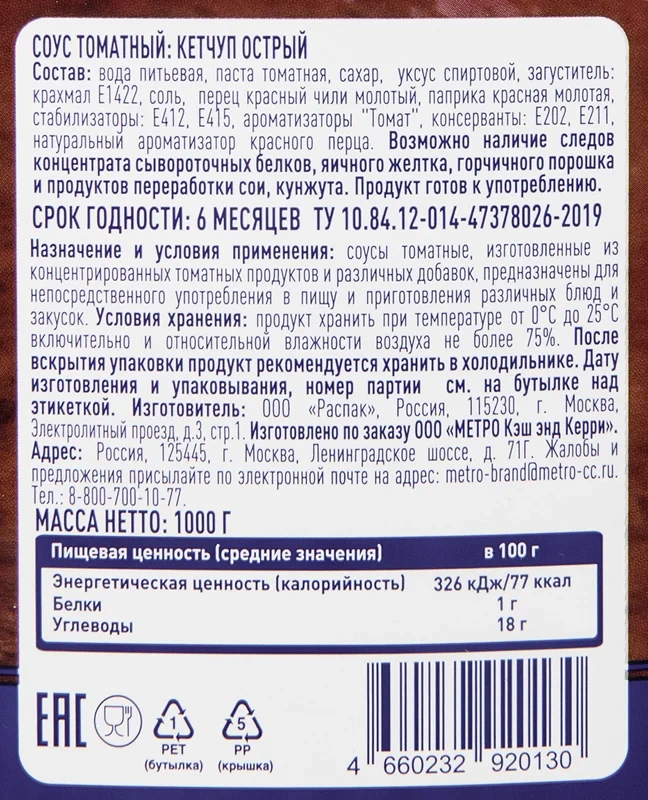 СОУС ТОМАТНЫЙ: КЕТЧУП ОСТРЫЙ
Состав: вода питьевая, паста томатная, сахар, уксус спиртовой, загуститель:
крахмал Е1422, соль, перец красный чили молотый, паприка красная молотая,
стабилизаторы: Е412, Е415, ароматизаторы "Томат", консерванты: Е202, Е211,
натуральный ароматизатор красного перца. Возможно наличие следов
концентрата сывороточных белков, яичного желтка, горчичного порошка
и продуктов переработки сои, кунжута. Продукт готов к употреблению.
СРОК ГОДНОСТИ: 6 МЕСЯЦЕВ ТУ 10.84.12-014-47378026-2019
Назначение и условия применения: соусы томатные, изготовленные из
концентрированных томатных продуктов и различных добавок, предназначены для
непосредственного употребления в пищу и приготовления различных блюд и
закусок. Условия хранения: продукт хранить при температуре от 0°С до 25°С
включительно и относительной влажности воздуха не более 75%. После
вскрытия упаковки продукт рекомендуется хранить в холодильнике. Дату
изготовления и упаковывания, номер партии см. на бутылке над
этикеткой. Изготовитель: ООО «Распак», Россия, 115230, г. Москва,
Электролитный проезд, д.3, стр.1. Изготовлено по заказу ООО «МЕТРО Кэш энд Керри».
Адрес: Россия, 125445, г. Москва, Ленинградское шоссе, д. 71Г. Жалобы и
предложения присылайте по электронной почте на адрес: metro-brand@metro-cc.ru.
Тел.: 8-800-700-10-77.
МАССА НЕТТО: 1000 Г
Пищевая ценность (средние значения) в 100 г
Энергетическая ценность (калорийность) 326 кДж/77 ккал
Белки 1 г
Углеводы 18 г
ЕАС 1 5
PET PP
(бутылка) (крышка)
4 660232 920130